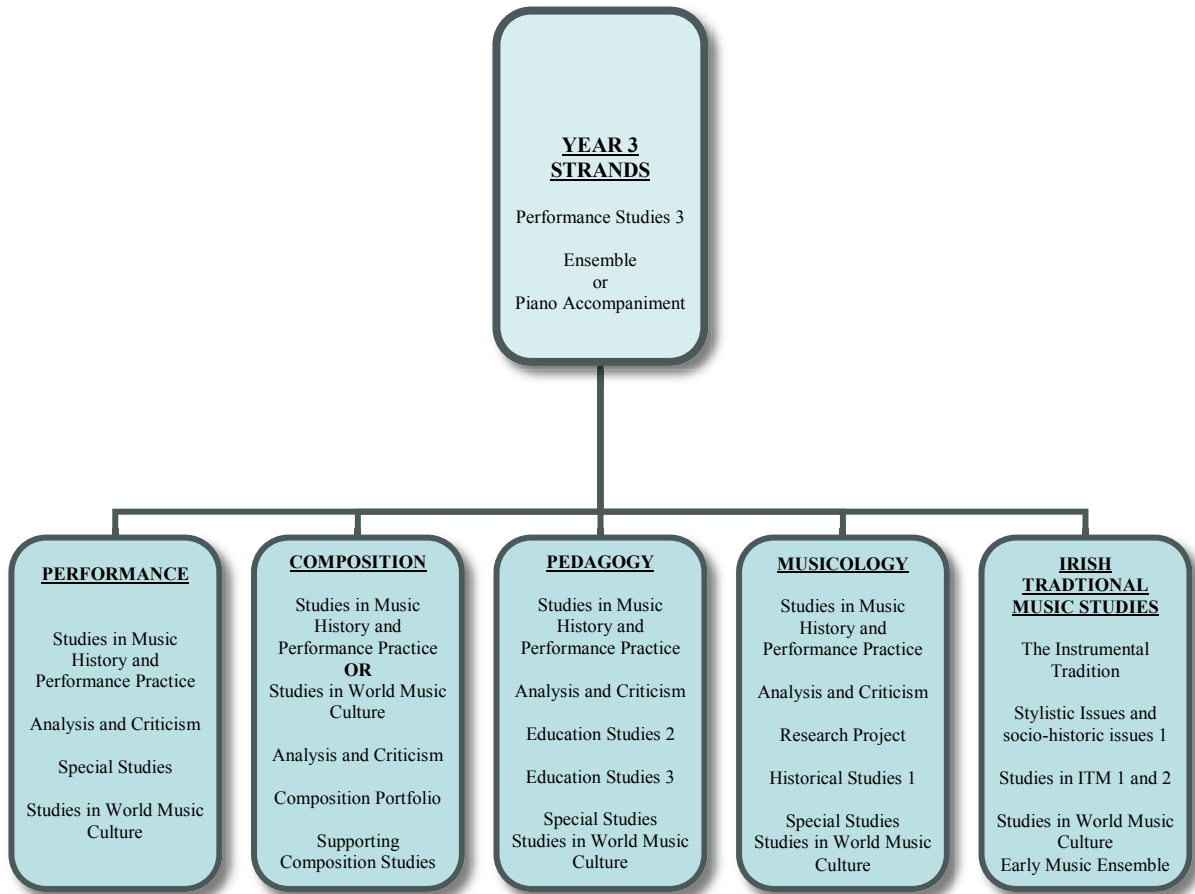 YEAR 3
STRANDS
Performance Studies 3
Ensemble
or
Piano Accompaniment
PERFORMANCE
Studies in Music
History and
Performance Practice
Analysis and Criticism
Special Studies
Studies in World Music
Culture
COMPOSITION
Studies in Music
History and
Performance Practice
OR
Studies in World Music
Culture
Analysis and Criticism
Composition Portfolio
Supporting
Composition Studies
PEDAGOGY
Studies in Music
History and
Performance Practice
Analysis and Criticism
Education Studies 2
Education Studies 3
Special Studies
Studies in World Music
Culture
MUSICOLOGY
Studies in Music
History and
Performance Practice
Analysis and Criticism
Research Project
Historical Studies 1
Special Studies
Studies in World Music
Culture
IRISH
TRADTIONAL
MUSIC STUDIES
The Instrumental
Tradition
Stylistic Issues and
socio-historic issues 1
Studies in ITM 1 and 2
Studies in World Music
Culture
Early Music Ensemble